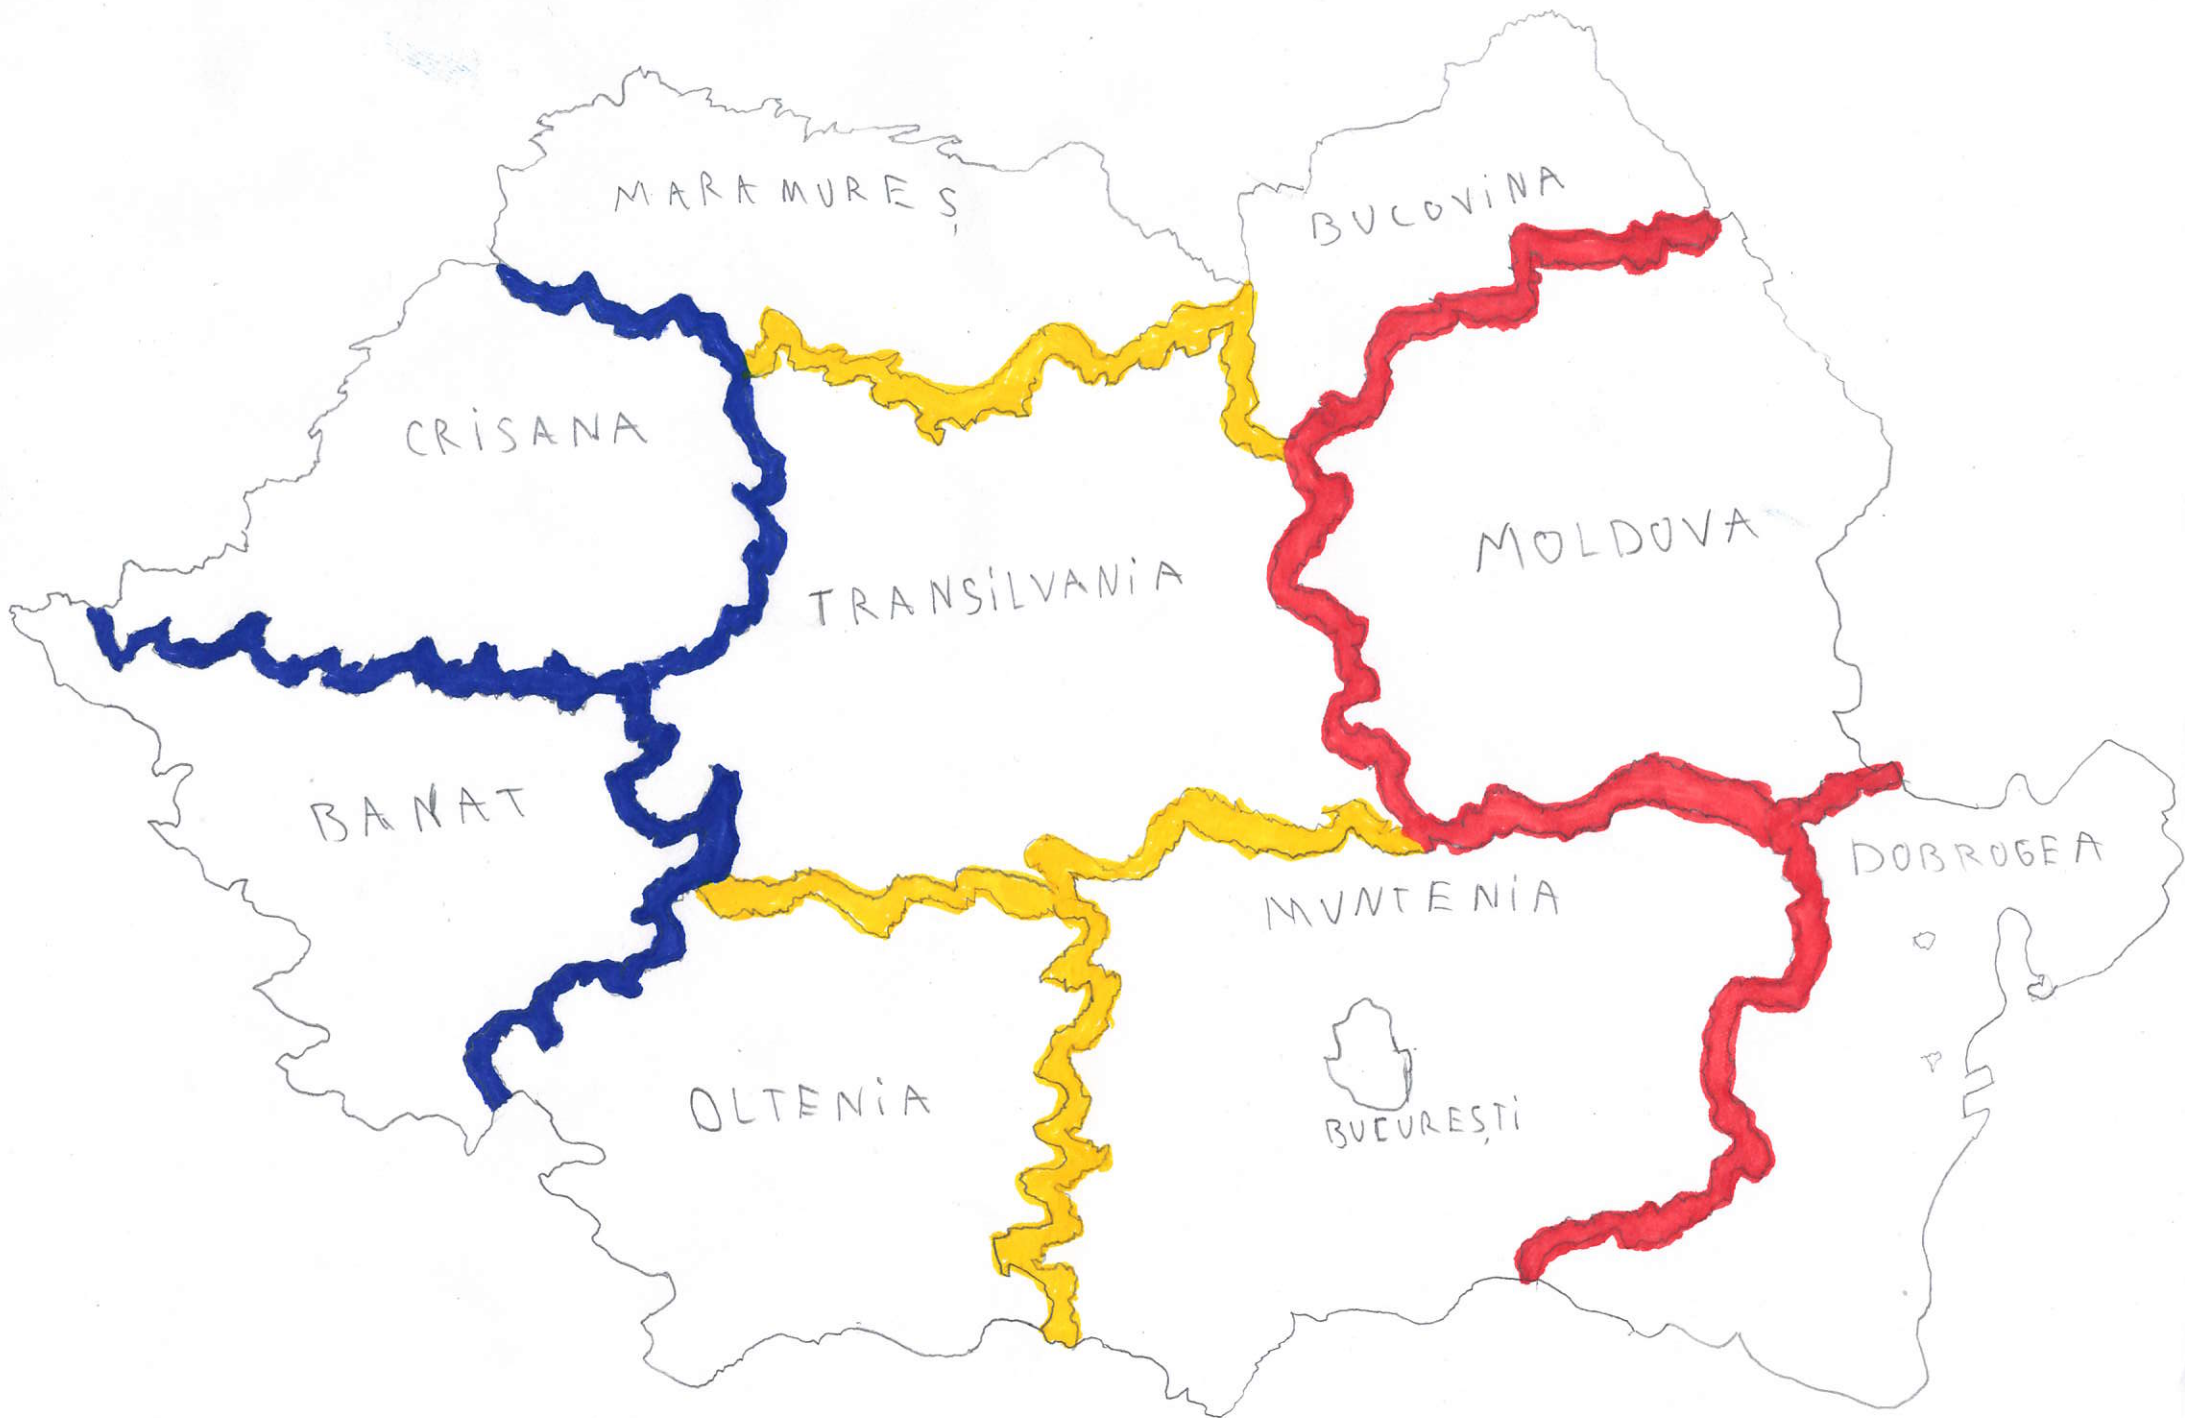 MARAMUREȘ
BUCOVINA
CRISANA
MOLDOVA
TRANSILVANIA
BANAT
DOBROGEA
MUNTENIA
OLTENIA
BUCUREȘTI